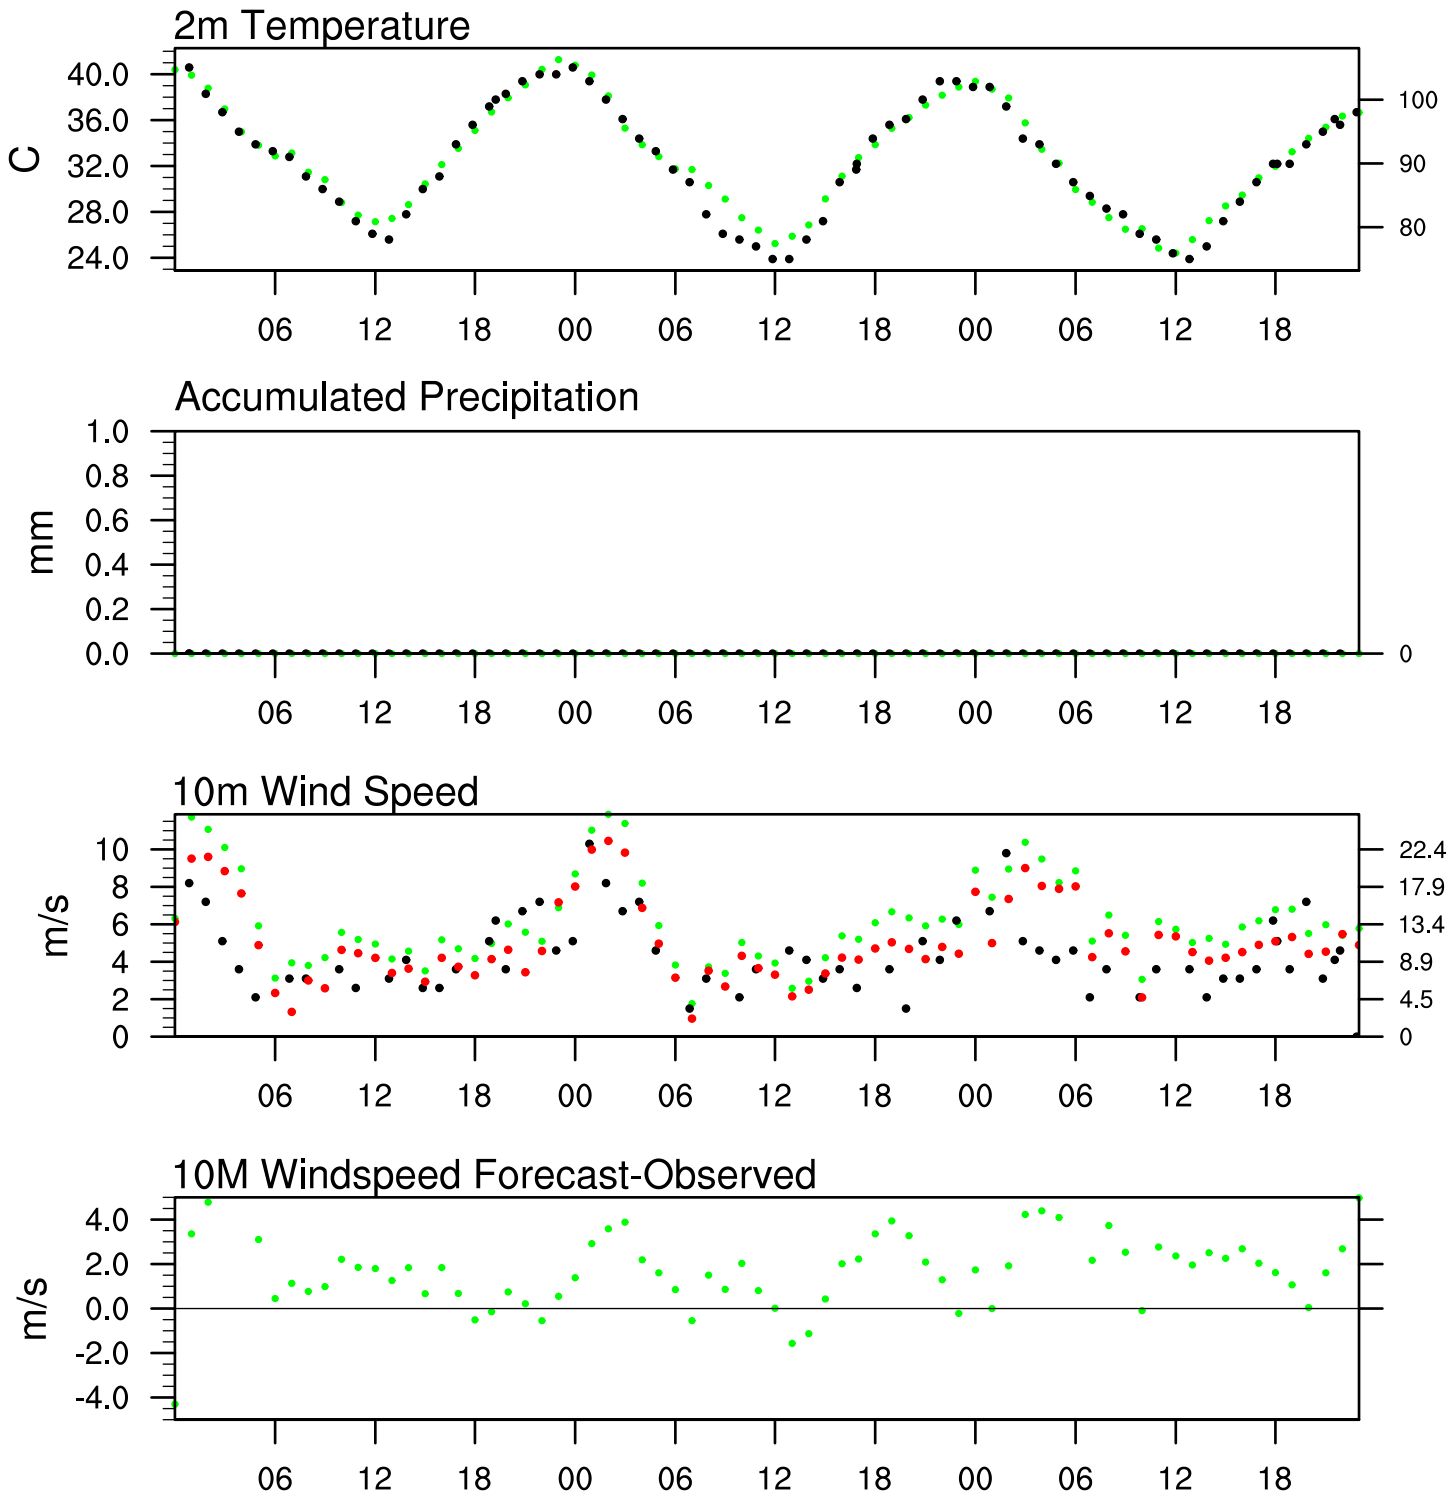 2m Temperature
40.0
36.0
32.0
28.0
24.0
C
100
90
80
06 12 18 00 06 12 18 00 06 12 18
Accumulated Precipitation
1.0
0.8
0.6
0.4
0.2
0.0
mm
0
06 12 18 00 06 12 18 00 06 12 18
10m Wind Speed
10
8
6
4
2
0
m/s
22.4
17.9
13.4
8.9
4.5
0
06 12 18 00 06 12 18 00 06 12 18
10M Windspeed Forecast-Observed
4.0
2.0
0.0
-2.0
-4.0
m/s
06 12 18 00 06 12 18 00 06 12 18